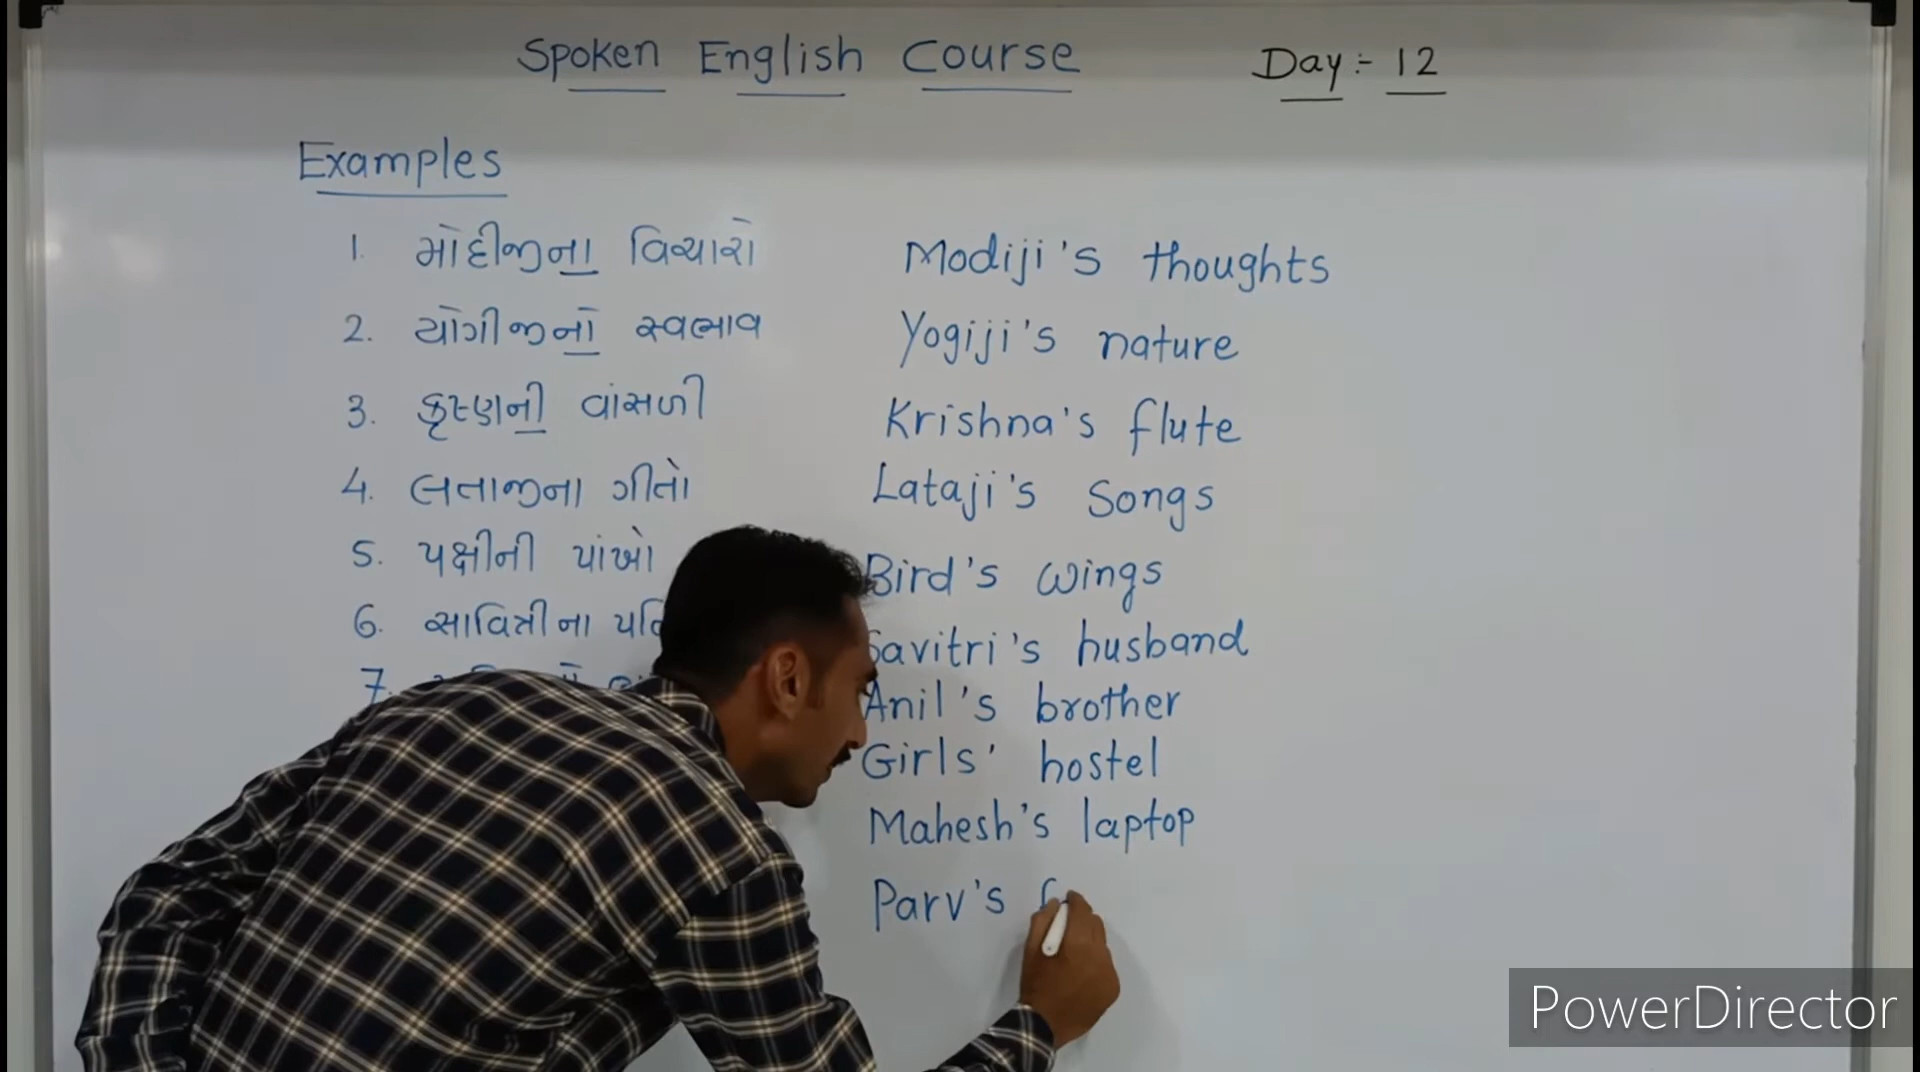 Spoken English Course Day :- 12
Examples
1. મોદીજીના વિચારો Modiji's thoughts
2. યોગીજીનો સ્વભાવ Yogiji's nature
3. કૃષ્ણની વાંસળી Krishna's flute
4. લતાજીના ગીતો Lataji's songs
5. પક્ષીની પાંખો Bird's wings
6. સાવિત્રીના Savitri's husband
7. Anil's brother
Girls' hostel
Mahesh's laptop
Parv's
PowerDirector